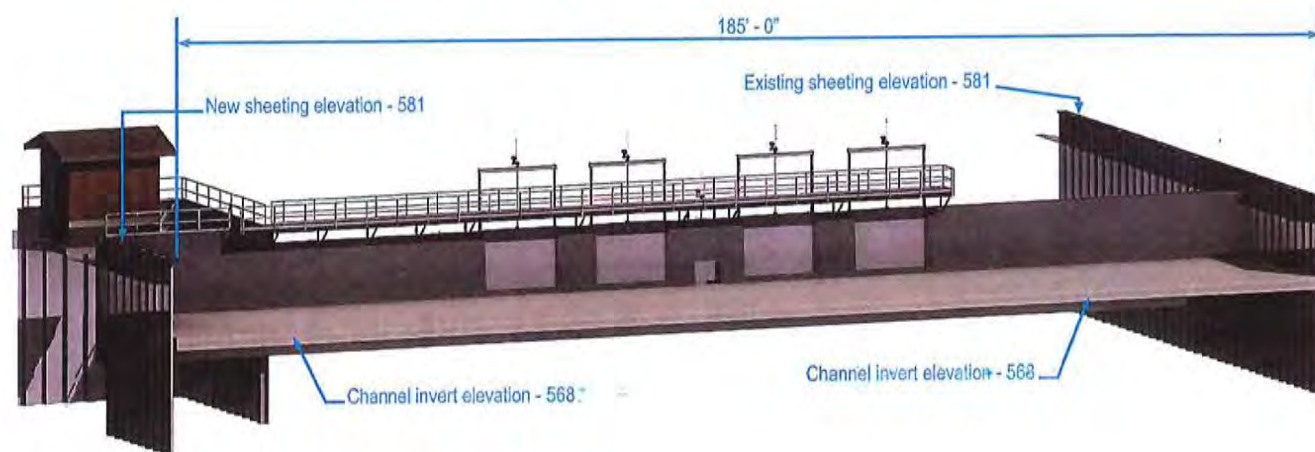 185' - 0"
Existing sheeting elevation - 581
New sheeting elevation - 581
Channel invert elevation - 568
Channel invert elevation - 568